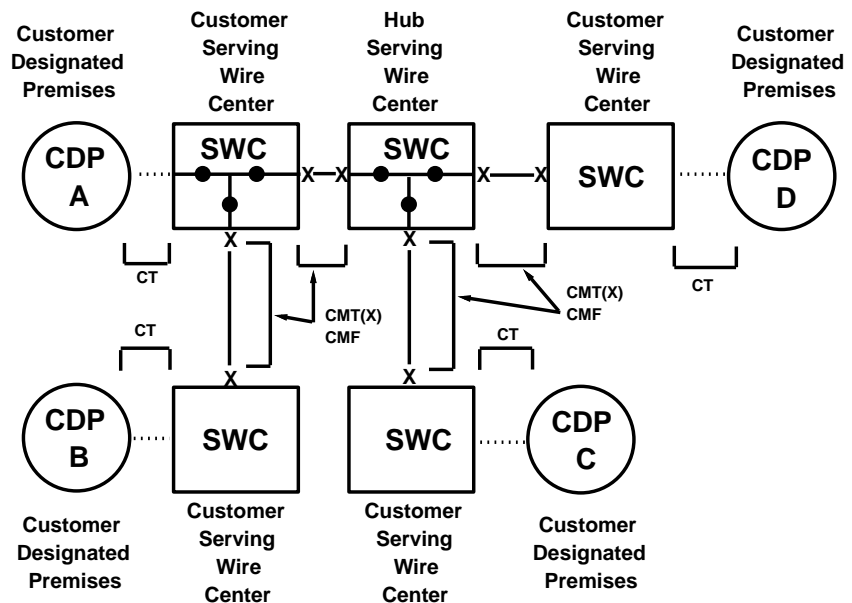 Customer
Designated
Premises
Customer
Serving
Wire
Center
Hub
Serving
Wire
Center
Customer
Serving
Wire
Center
Customer
Designated
Premises
CDP
A
SWC
X
X
SWC
X
X
SWC
CDP
D
X
X
CT
CT
CMT(X)
CMF
CMT(X)
CMF
CT
CT
X
X
CDP
B
SWC
SWC
CDP
C
Customer
Designated
Premises
Customer
Serving
Wire
Center
Customer
Serving
Wire
Center
Customer
Designated
Premises